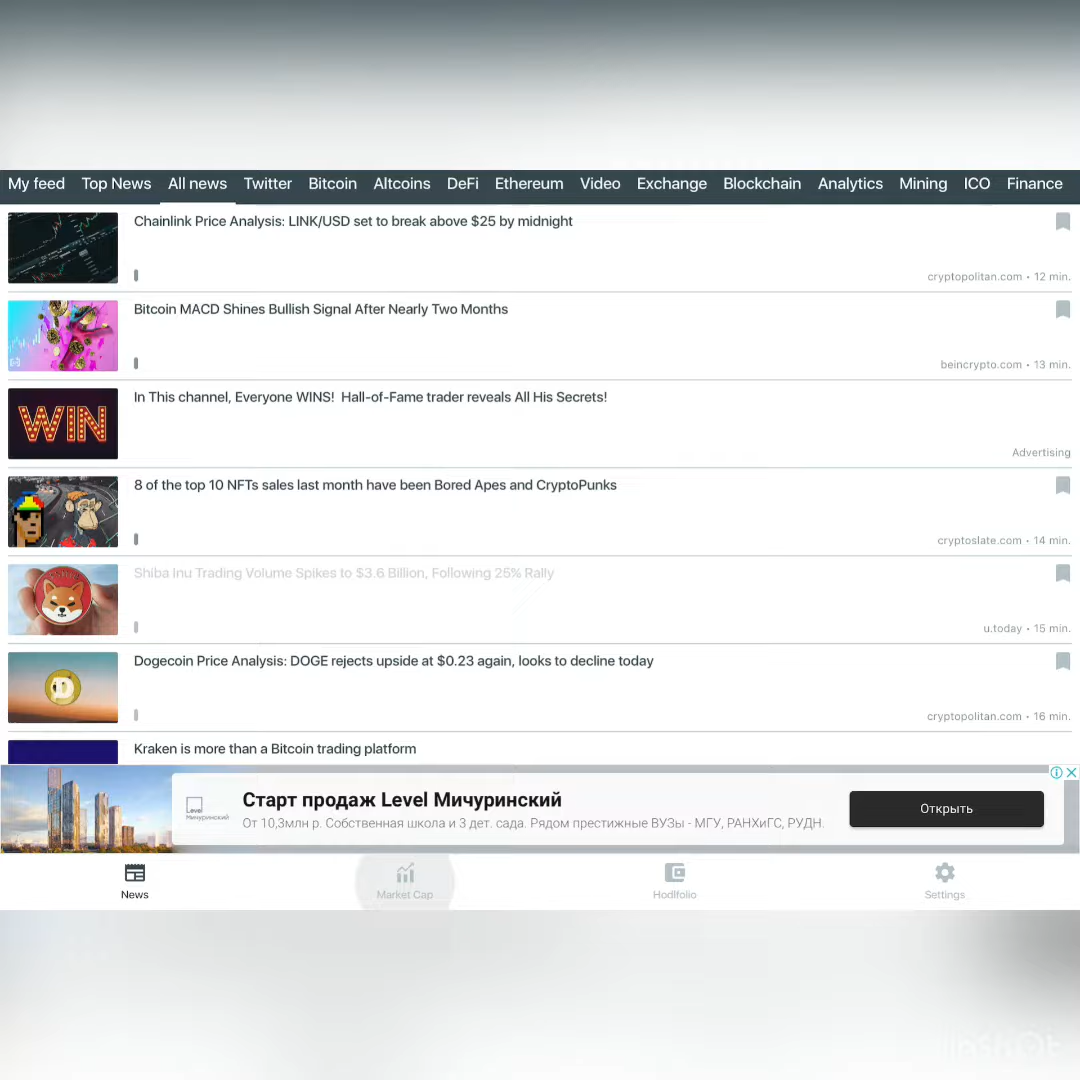 My feed Top News All news Twitter Bitcoin Altcoins DeFi Ethereum Video Exchange Blockchain Analytics Mining ICO Finance
Chainlink Price Analysis: LINK/USD set to break above $25 by midnight
cryptopolitan.com • 12 min.
Bitcoin MACD Shines Bullish Signal After Nearly Two Months
beincrypto.com • 13 min.
WIN
In This channel, Everyone WINS! Hall-of-Fame trader reveals All His Secrets!
Advertising
8 of the top 10 NFTs sales last month have been Bored Apes and CryptoPunks
cryptoslate.com • 14 min.
Shiba Inu Trading Volume Spikes to $3.6 Billion, Following 25% Rally
u.today • 15 min.
Dogecoin Price Analysis: DOGE rejects upside at $0.23 again, looks to decline today
cryptopolitan.com • 16 min.
Kraken is more than a Bitcoin trading platform
Level
Мичуринский
Старт продаж Level Мичуринский
От 10,3млн р. Собственная школа и 3 дет. сада. Рядом престижные ВУЗы - МГУ, РАНХиГС, РУДН.
Открыть
News Market Cap Hodlfolio Settings